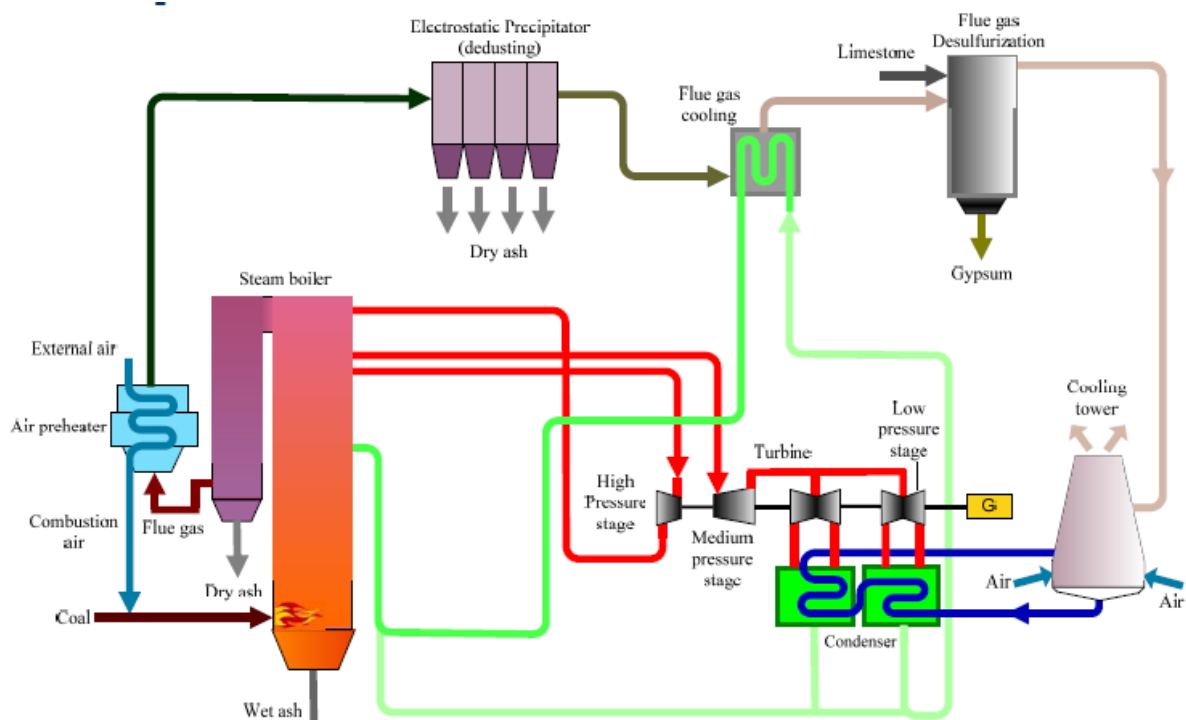 Electrostatic Precipitator
(dedusting)
Flue gas
Desulfurization
Limestone
Flue gas
cooling
Dry ash
Gypsum
Steam boiler
External air
Cooling
tower
Air preheater
Low
pressure
stage
Turbine
High
Pressure
stage
G
Combustion
air
Flue gas
Medium
pressure
stage
Dry ash
Air
Air
Coal
Condenser
Wet ash